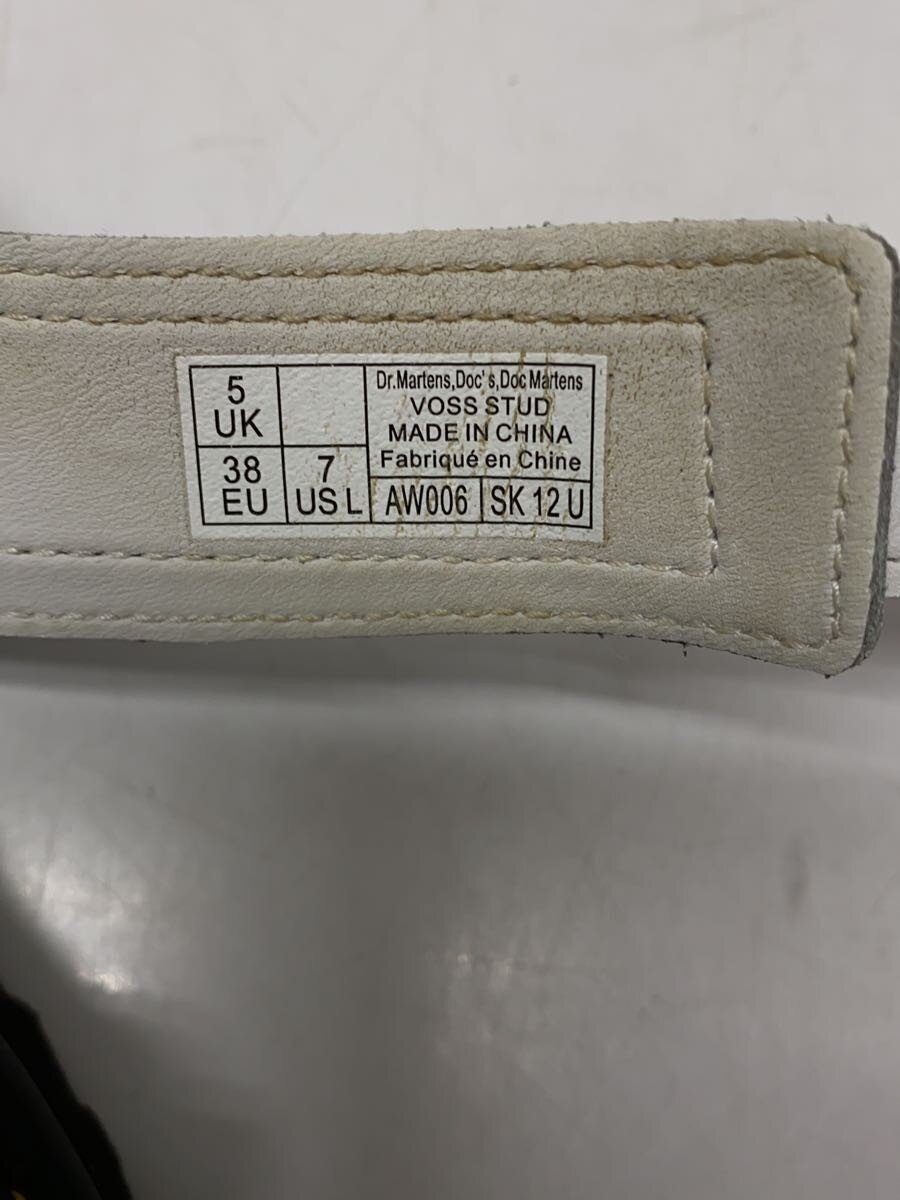 5
UK
38
EU
7
US L
Dr.Martens,Doc's,Doc Martens
VOSS STUD
MADE IN CHINA
Fabriqué en Chine
AW006
SK 12 U